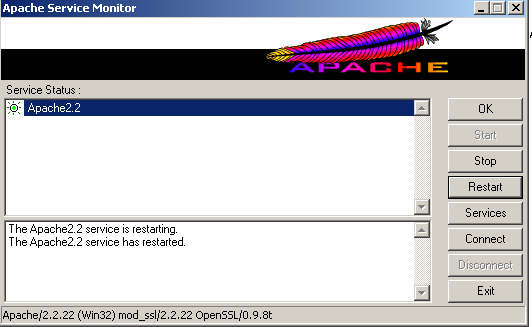 Apache Service Monitor
APACHE
Service Status :
Apache2.2
OK
Start
Stop
Restart
Services
Connect
Disconnect
Exit
The Apache2.2 service is restarting.
The Apache2.2 service has restarted.
Apache/2.2.22 (Win32) mod_ssl/2.2.22 OpenSSL/0.9.8t